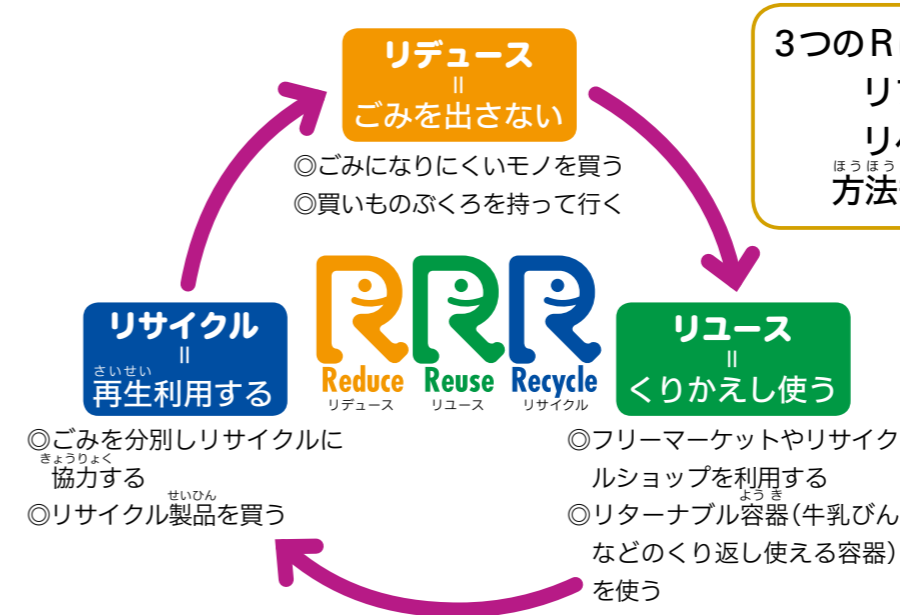 リデュース
=
ごみを出さない
◎ごみになりにくいモノを買う
◎買いものぶくろを持って行く
3つのR
リ
リ
ほうほう
方法
リサイクル
=
さいせい
再生利用する
◎ごみを分別しリサイクルに
きょうりょく
協力する
◎リサイクル製品を買う
せいひん
RRR
Reduce Reuse Recycle
リデュース リユース リサイクル
リユース
=
くりかえし使う
◎フリーマーケットやリサイク
ルショップを利用する
ようき
◎リターナブル容器(牛乳びん
などのくり返し使える容器)
を使う